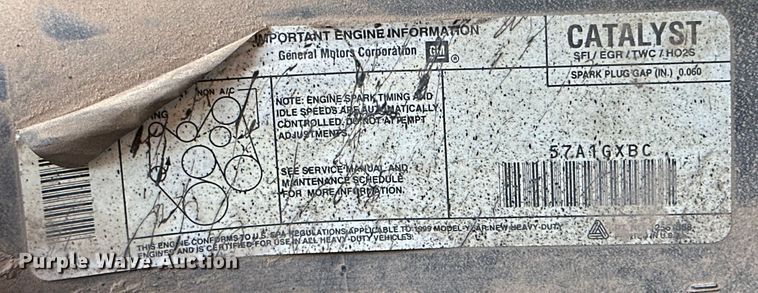 IMPORTANT ENGINE INFORMATION
General Motors Corporation GM ®
CATALYST
SFI / EGR / TWC / HO2S
SPARK PLUG GAP (IN.) 0.060
NON A/C
NOTE: ENGINE SPARK TIMING AND
IDLE SPEEDS ARE AUTOMATICALLY
CONTROLLED. DO NOT ATTEMPT
ADJUSTMENTS.
SEE SERVICE MANUAL AND
MAINTENANCE SCHEDULE
FOR MORE INFORMATION.
57A1GXBC
THIS ENGINE CONFORMS TO U.S. EPA REGULATIONS APPLICABLE TO 1999 MODEL-YEAR NEW HEAVY-DUTY
ENGINES AND IS CERTIFIED FOR USE IN ALL HEAVY-DUTY VEHICLES.
Purple Wave Auction